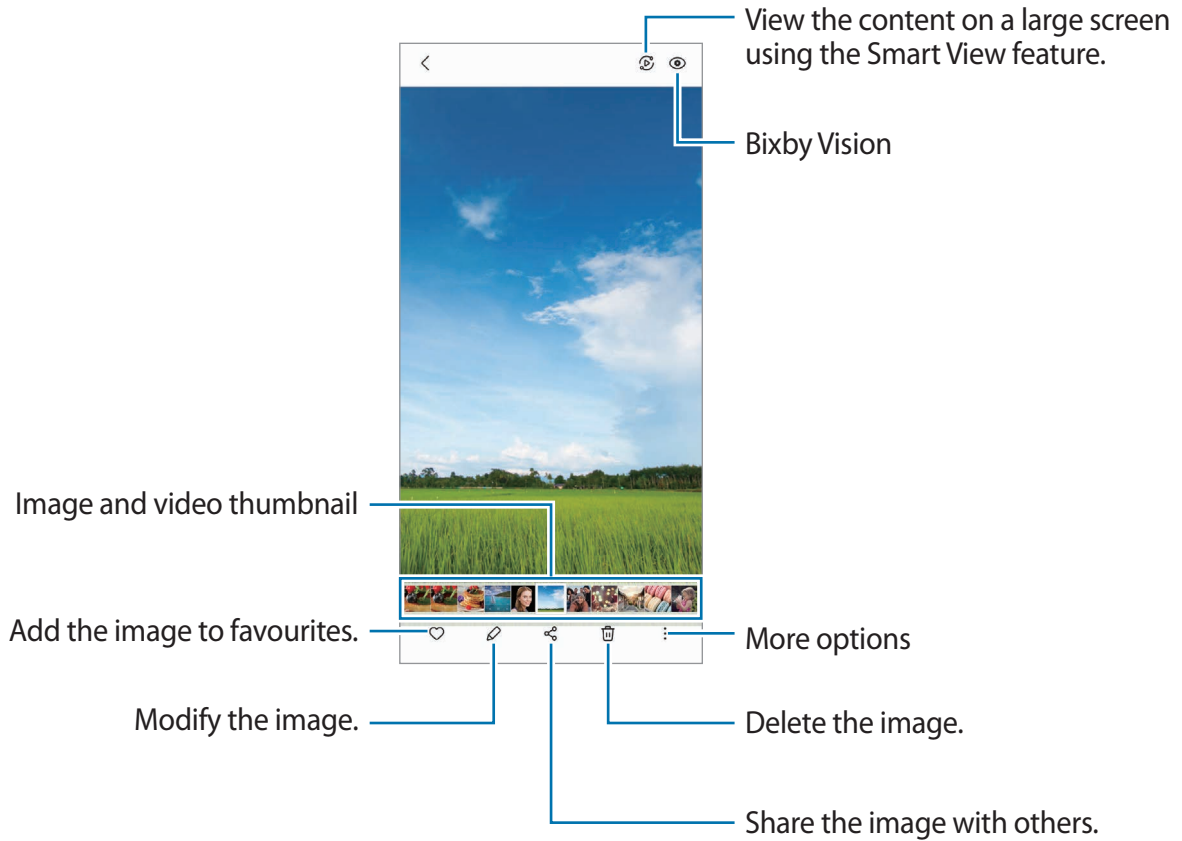 View the content on a large screen
using the Smart View feature.
Bixby Vision
Image and video thumbnail
Add the image to favourites.
More options
Modify the image.
Delete the image.
Share the image with others.